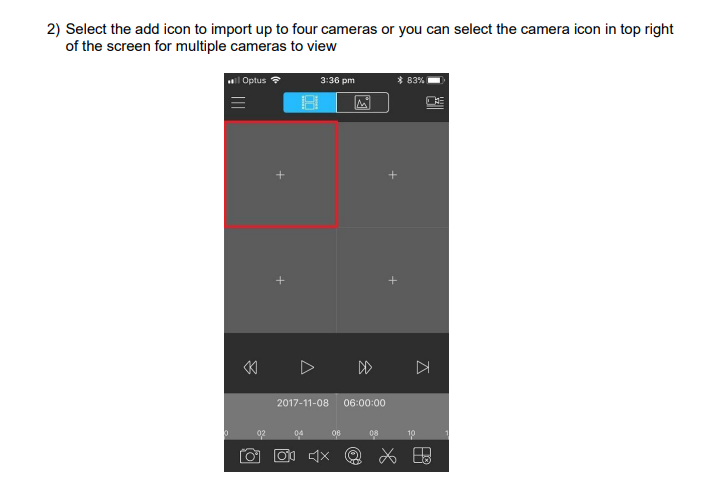 2) Select the add icon to import up to four cameras or you can select the camera icon in top right
of the screen for multiple cameras to view
Optus 3:36 pm 83%
2017-11-08 06:00:00
0 02 04 06 08 10 1